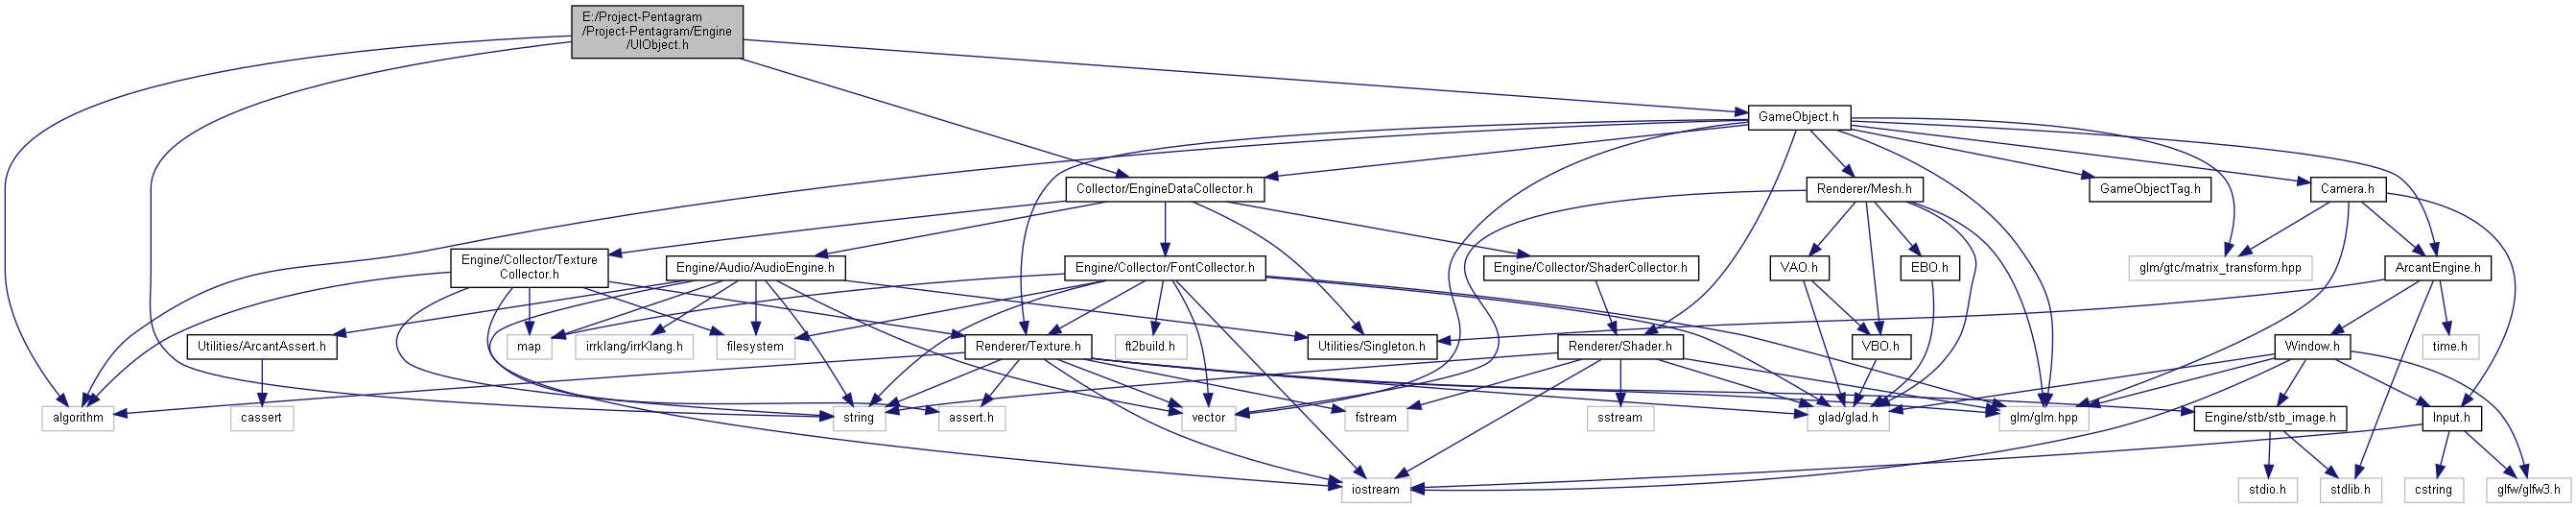 E:/Project-Pentagram
/Project-Pentagram/Engine
/UIObject.h
GameObject.h
Collector/EngineDataCollector.h
Renderer/Mesh.h
GameObjectTag.h
Camera.h
Engine/Collector/Texture
Collector.h
Engine/Audio/AudioEngine.h
Engine/Collector/FontCollector.h
Engine/Collector/ShaderCollector.h
VAO.h
EBO.h
glm/gtc/matrix_transform.hpp
ArcantEngine.h
Utilities/ArcantAssert.h
map
irrklang/irrKlang.h
filesystem
Renderer/Texture.h
ft2build.h
Utilities/Singleton.h
Renderer/Shader.h
VBO.h
Window.h
time.h
algorithm
cassert
string
assert.h
vector
fstream
sstream
glad/glad.h
glm/glm.hpp
Engine/stb/stb_image.h
Input.h
iostream
stdio.h
stdlib.h
cstring
glfw/glfw3.h